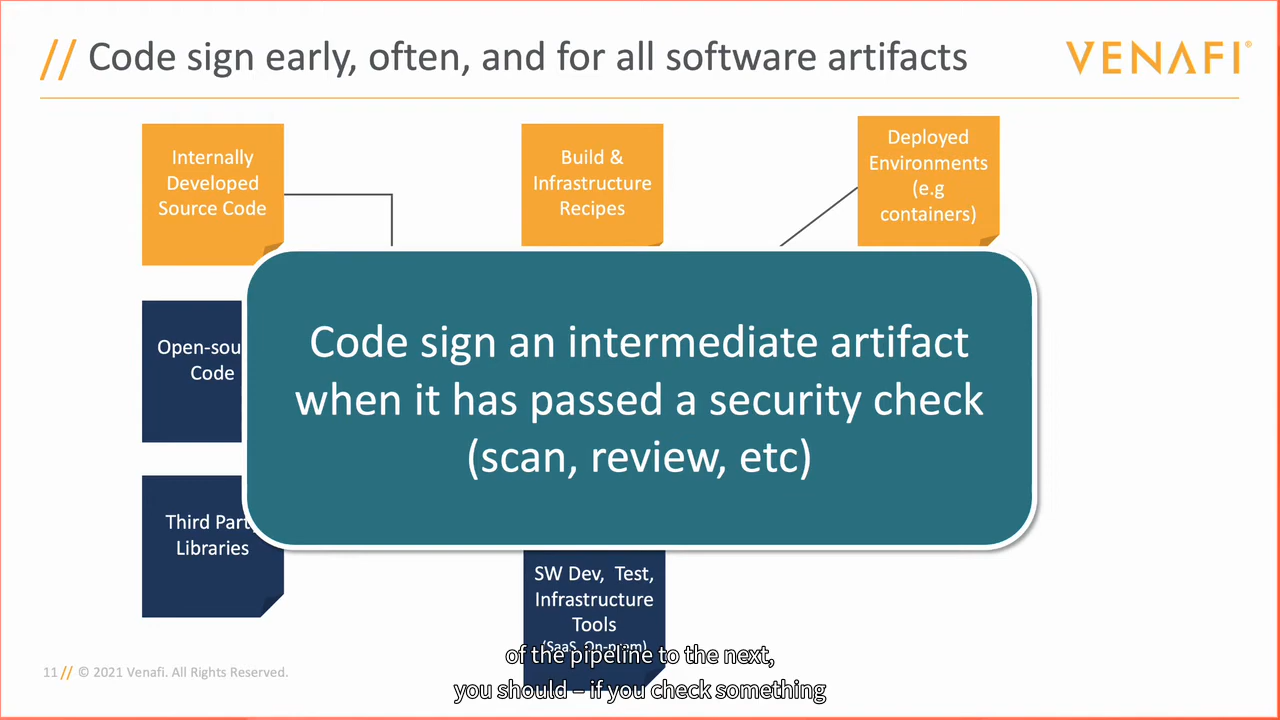 // Code sign early, often, and for all software artifacts
VENAFI®
Internally
Developed
Source Code
Build &
Infrastructure
Recipes
Deployed
Environments
(e.g
containers)
Code sign an intermediate artifact
when it has passed a security check
(scan, review, etc)
Code
Third
Libraries
SW Dev, Test,
Infrastructure
Tools
(SaaS, On-prem)
of the pipeline to the next,
you should – if you check something
11 // © 2021 Venafi. All Rights Reserved.